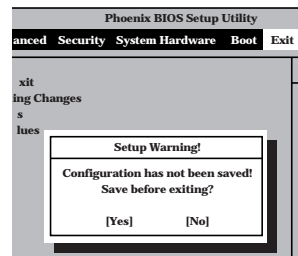 Phoenix BIOS Setup Utility
anced Security System Hardware Boot Exit
xit
ing Changes
s
lues
Setup Warning!
Configuration has not been saved!
Save before exiting?
[Yes] [No]